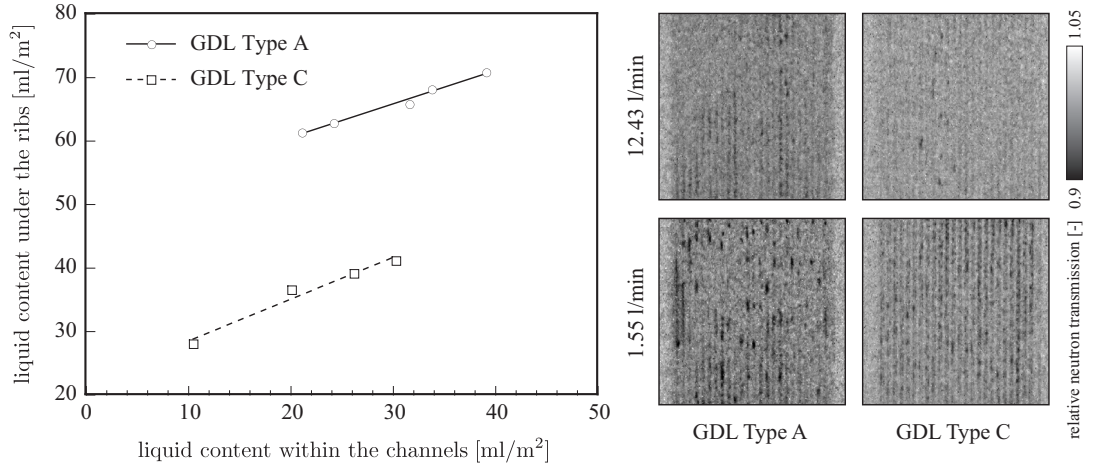 liquid content under the ribs [ml/m²]
80
70
60
50
40
30
20
GDL Type A
GDL Type C
0
10
20
30
40
50
liquid content within the channels [ml/m²]
12.43 l/min
1.55 l/min
GDL Type A
GDL Type C
relative neutron transmission [-]
0.9
1.05